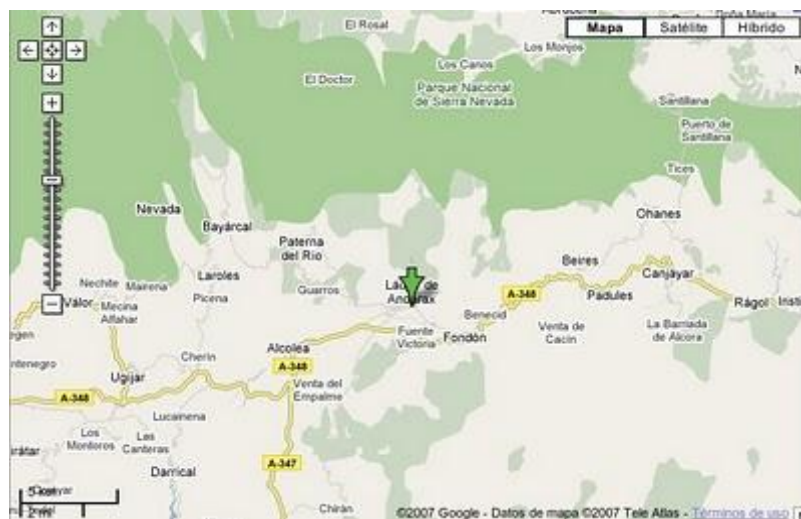 El Rosal
Mapa
Satélite
Híbrido
Los Monjos
Los Canos
El Doctor
Parque Nacional
de Sierra Nevada
Santillana
Puerto de
Santillana
Tices
Nevada
Bayárcal
Ohanes
Paterna
del Río
Beires
Canjáyar
Nechite
Mairena
Laroles
Guarros
Picena
A-348
Padules
Rágol
Válor
Mecina
Alfahar
Benecid
Fuente
Victoria
Fondón
Venta de
Cacín
La Barriada
de Alcora
Alcolea
Cherín
A-348
Ugíjar
Venta del
Empalme
A-348
Lucainena
Los
Montoros
Las
Canteras
Darrical
A-347
Chirán
5 km
2 mi
©2007 Google - Datos de mapa ©2007 Tele Atlas - Términos de uso